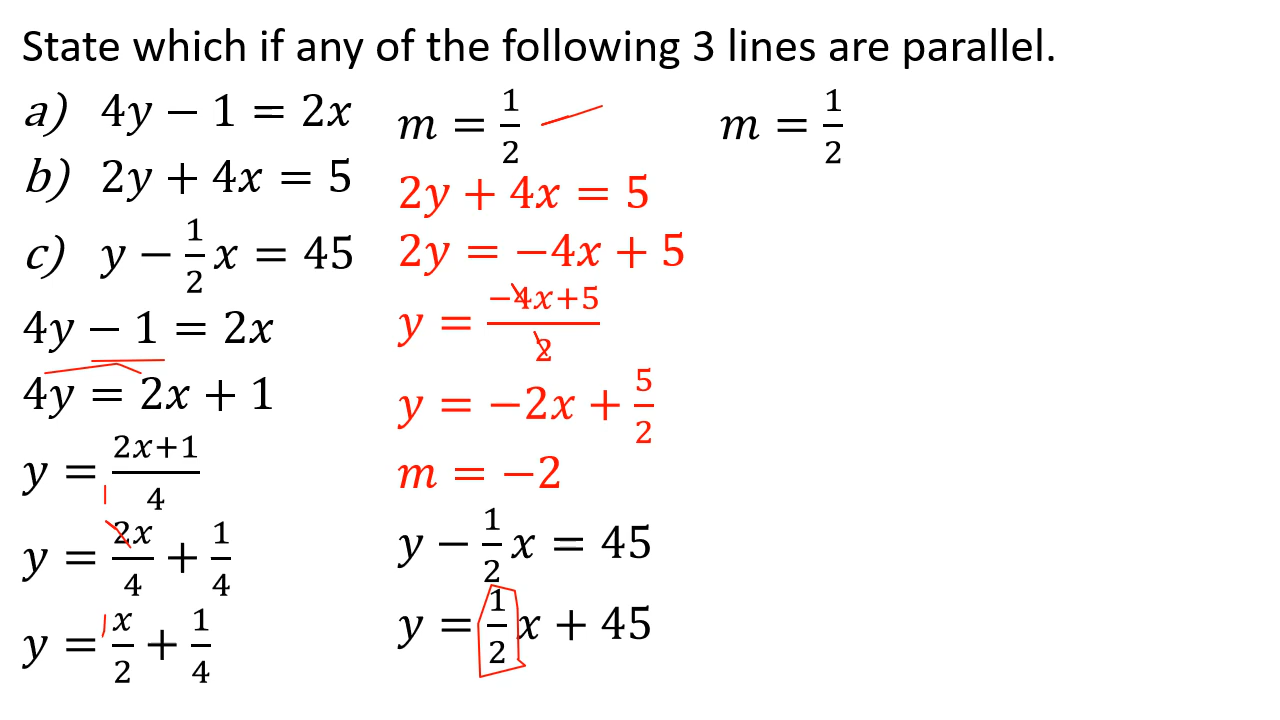 State which if any of the following 3 lines are parallel.
a) 4y − 1 = 2x
b) 2y + 4x = 5
c) y − 1/2 x = 45
4y − 1 = 2x
4y = 2x + 1
y = (2x+1)/4
y = 2x/4 + 1/4
y = x/2 + 1/4
m = 1/2
2y + 4x = 5
2y = −4x + 5
y = (−4x+5)/2
y = −2x + 5/2
m = −2
y − 1/2 x = 45
y = 1/2 x + 45
m = 1/2